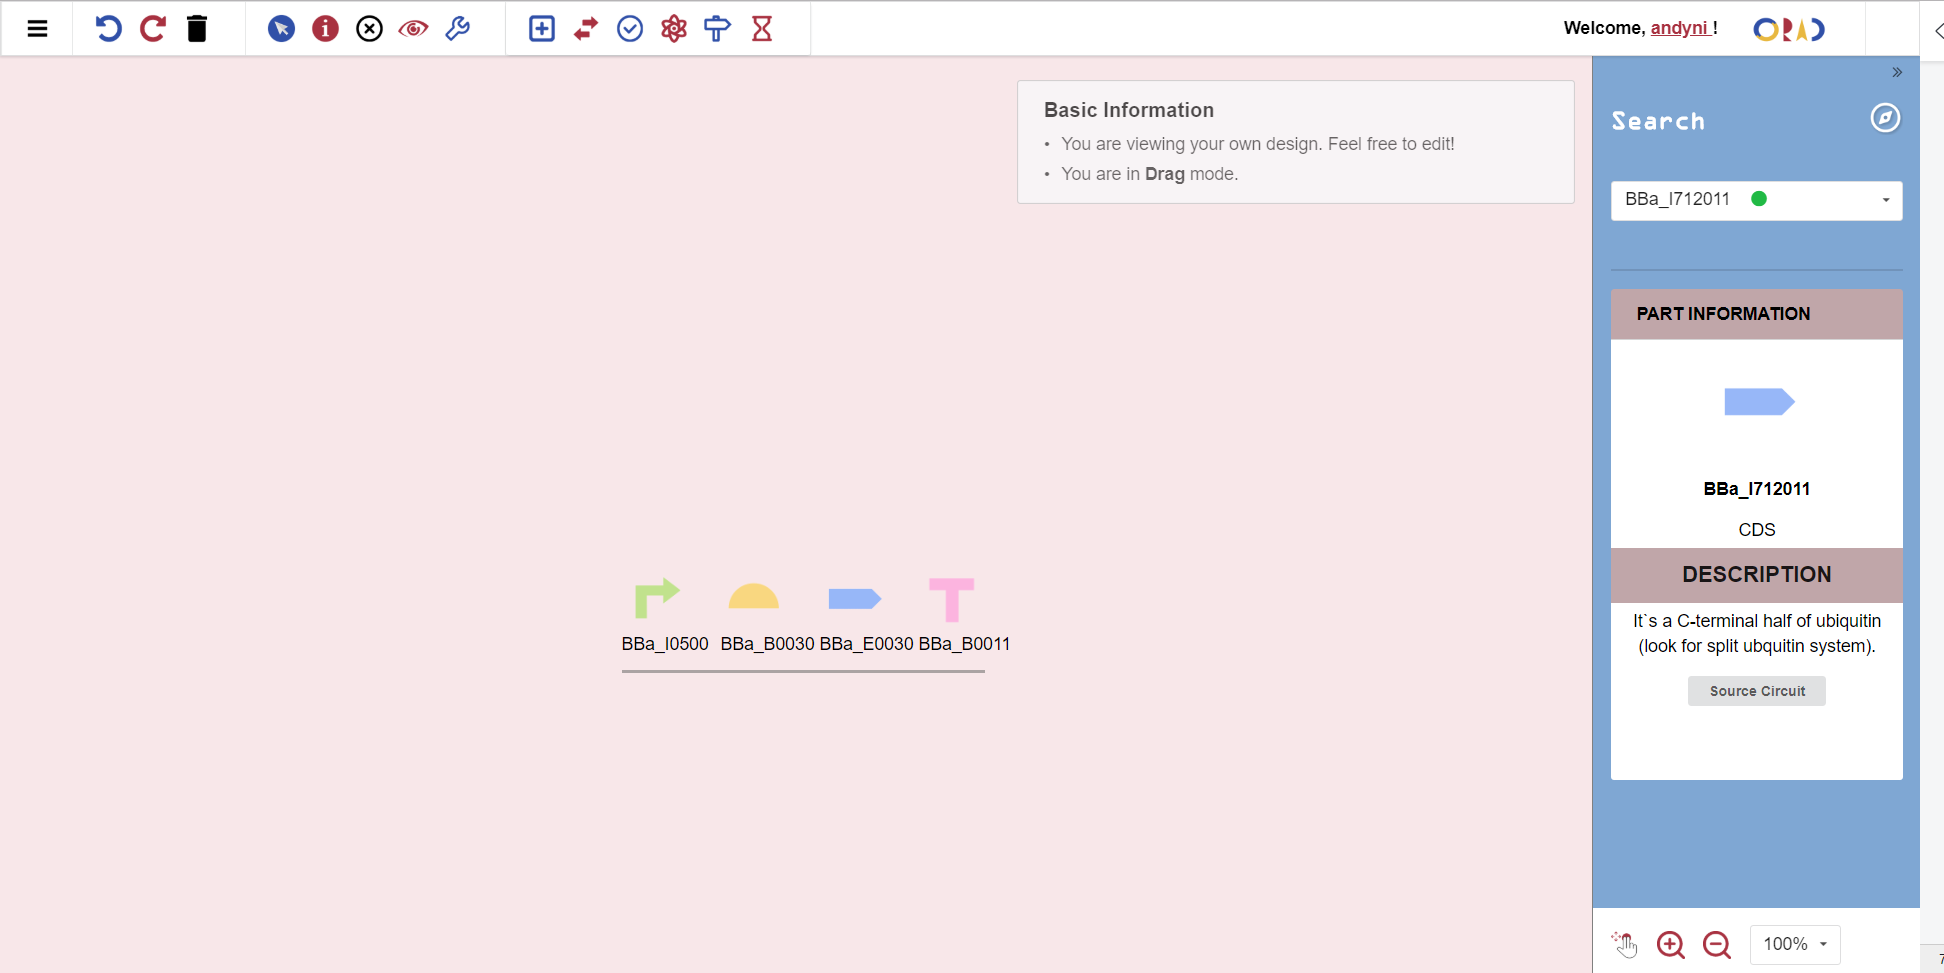 Welcome, andyni !
OPAD
Basic Information
• You are viewing your own design. Feel free to edit!
• You are in Drag mode.
Search
BBa_I712011
PART INFORMATION
BBa_I712011
CDS
DESCRIPTION
It`s a C-terminal half of ubiquitin
(look for split ubquitin system).
Source Circuit
BBa_I0500 BBa_B0030 BBa_E0030 BBa_B0011
100%